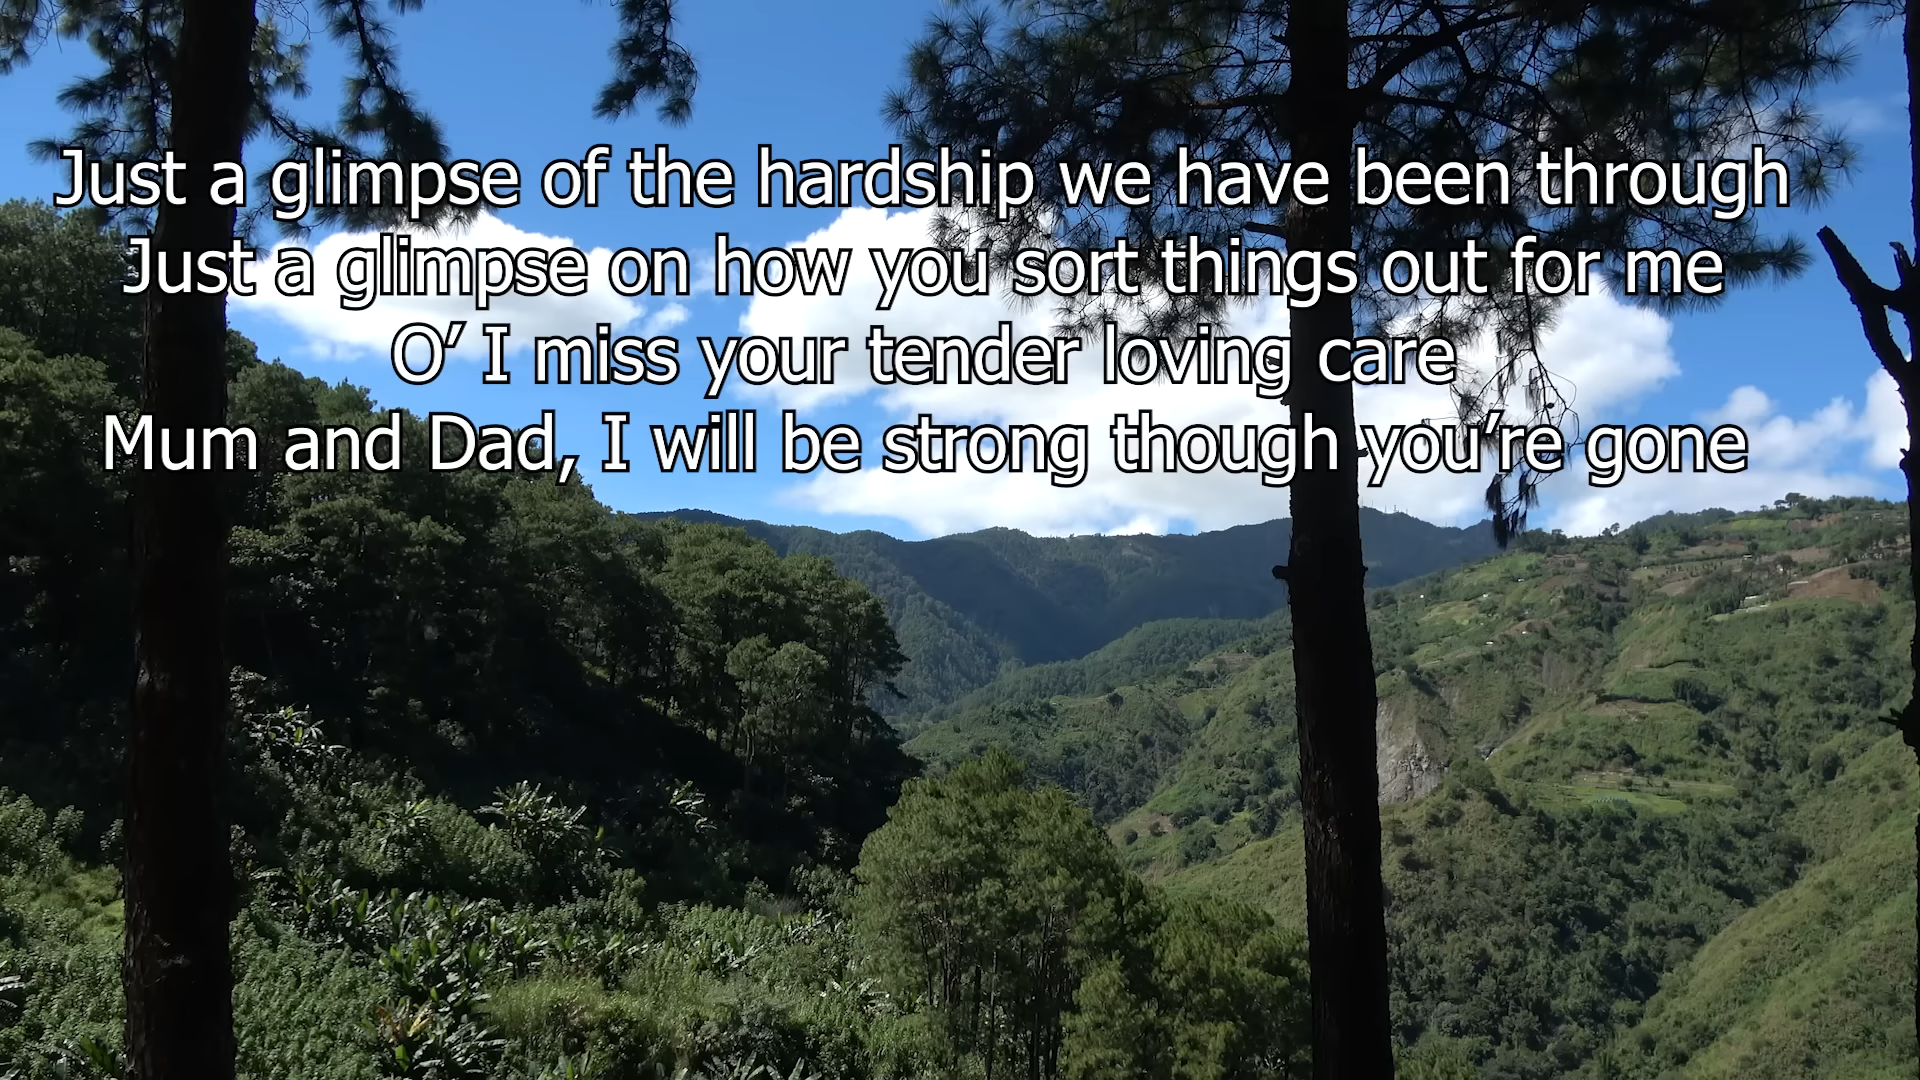 Just a glimpse of the hardship we have been through
Just a glimpse on how you sort things out for me
O’ I miss your tender loving care
Mum and Dad, I will be strong though you’re gone